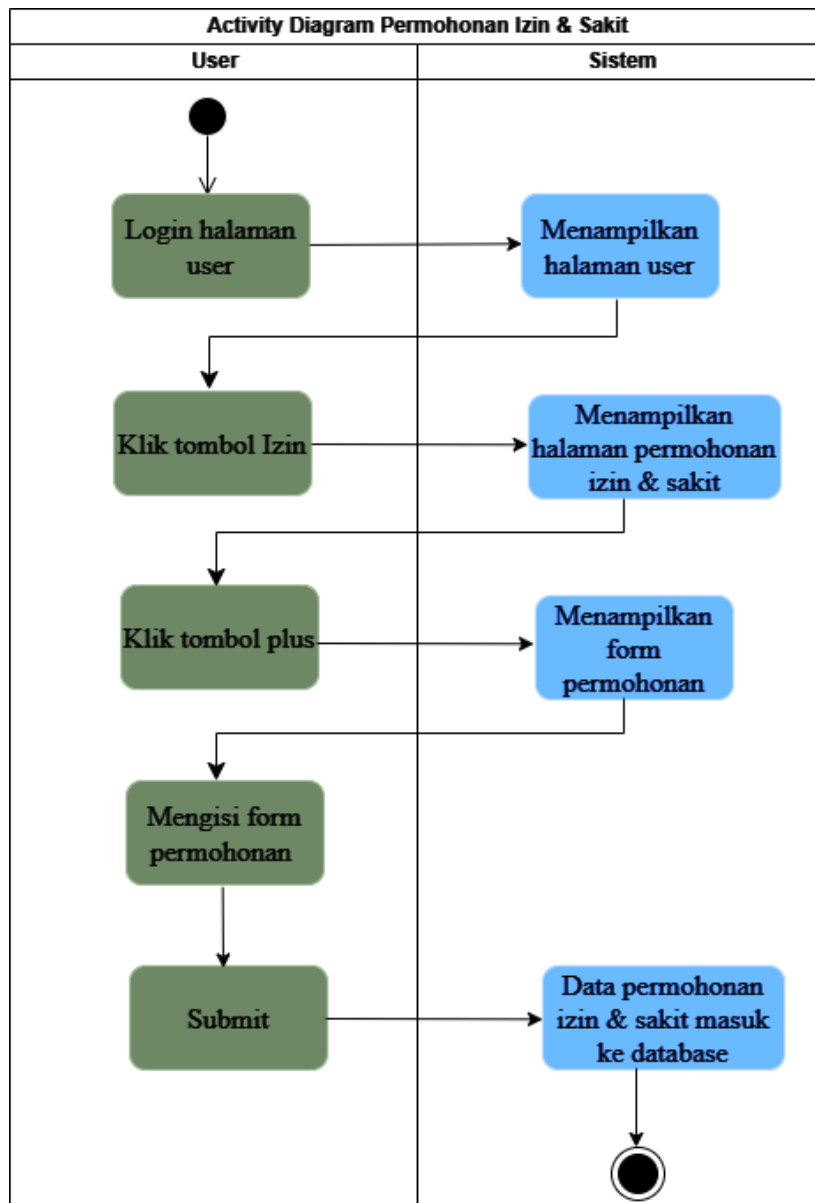 Activity Diagram Permohonan Izin & Sakit
User
Sistem
Login halaman
user
Menampilkan
halaman user
Klik tombol Izin
Menampilkan
halaman permohonan
izin & sakit
Klik tombol plus
Menampilkan
form
permohonan
Mengisi form
permohonan
Submit
Data permohonan
izin & sakit masuk
ke database